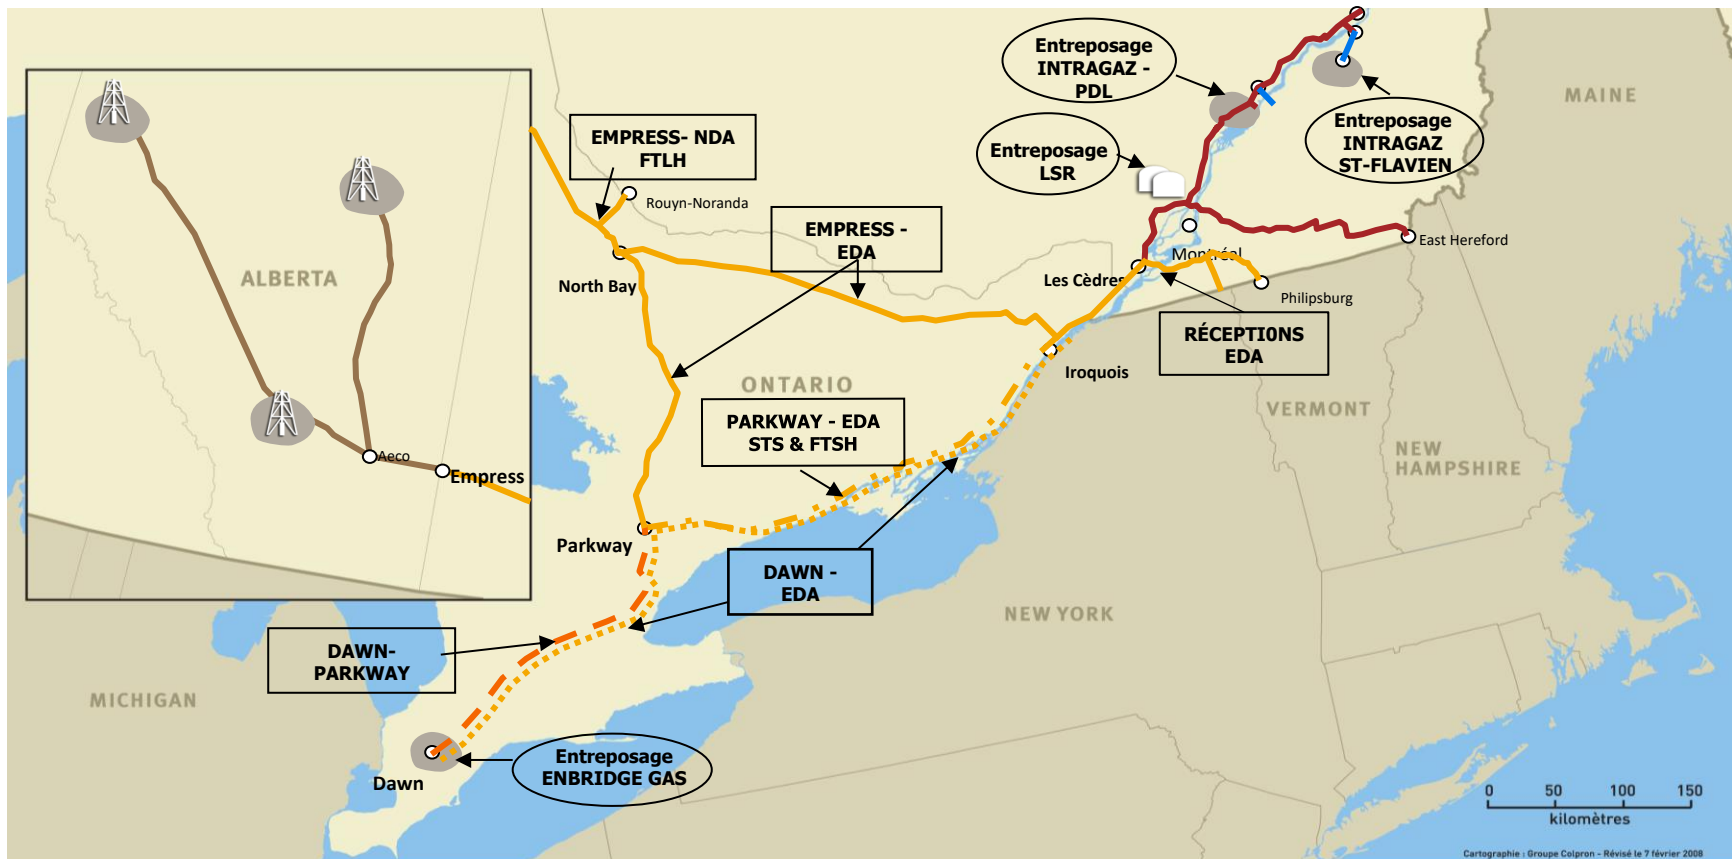 Entreposage
INTRAGAZ -
PDL
MAINE
EMPRESS- NDA
FTLH
Entreposage
INTRAGAZ
ST-FLAVIEN
Entreposage
LSR
Rouyn-Noranda
EMPRESS -
EDA
East Hereford
Montréal
ALBERTA
North Bay
Les Cèdres
Philipsburg
RÉCEPTI0NS
EDA
Iroquois
ONTARIO
VERMONT
PARKWAY - EDA
STS & FTSH
NEW
HAMPSHIRE
Aeco
Empress
Parkway
DAWN -
EDA
NEW YORK
DAWN-
PARKWAY
MICHIGAN
Entreposage
ENBRIDGE GAS
Dawn
0 50 100 150
kilomètres
Cartographie : Groupe Colpron - Révisé le 7 février 2008